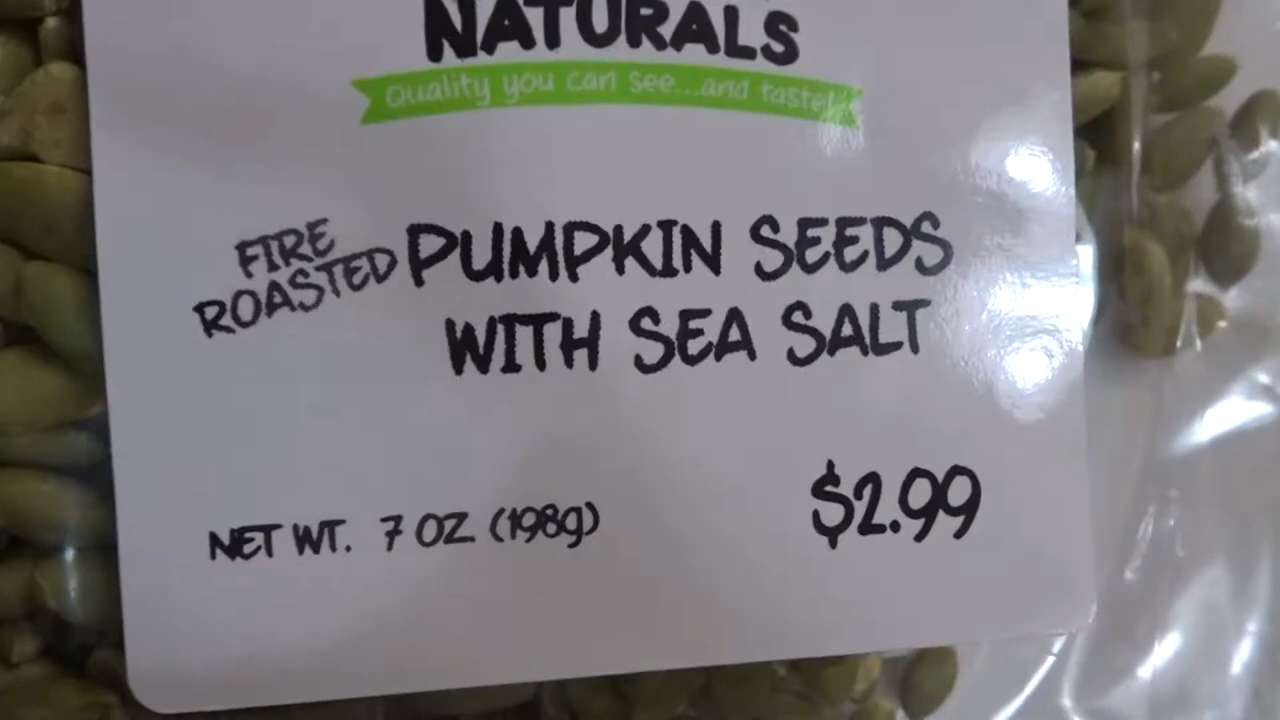 NATURALS
Quality you can see...and taste!
FIRE
ROASTED
PUMPKIN SEEDS
WITH SEA SALT
NET WT. 7 OZ (198g)
$2.99